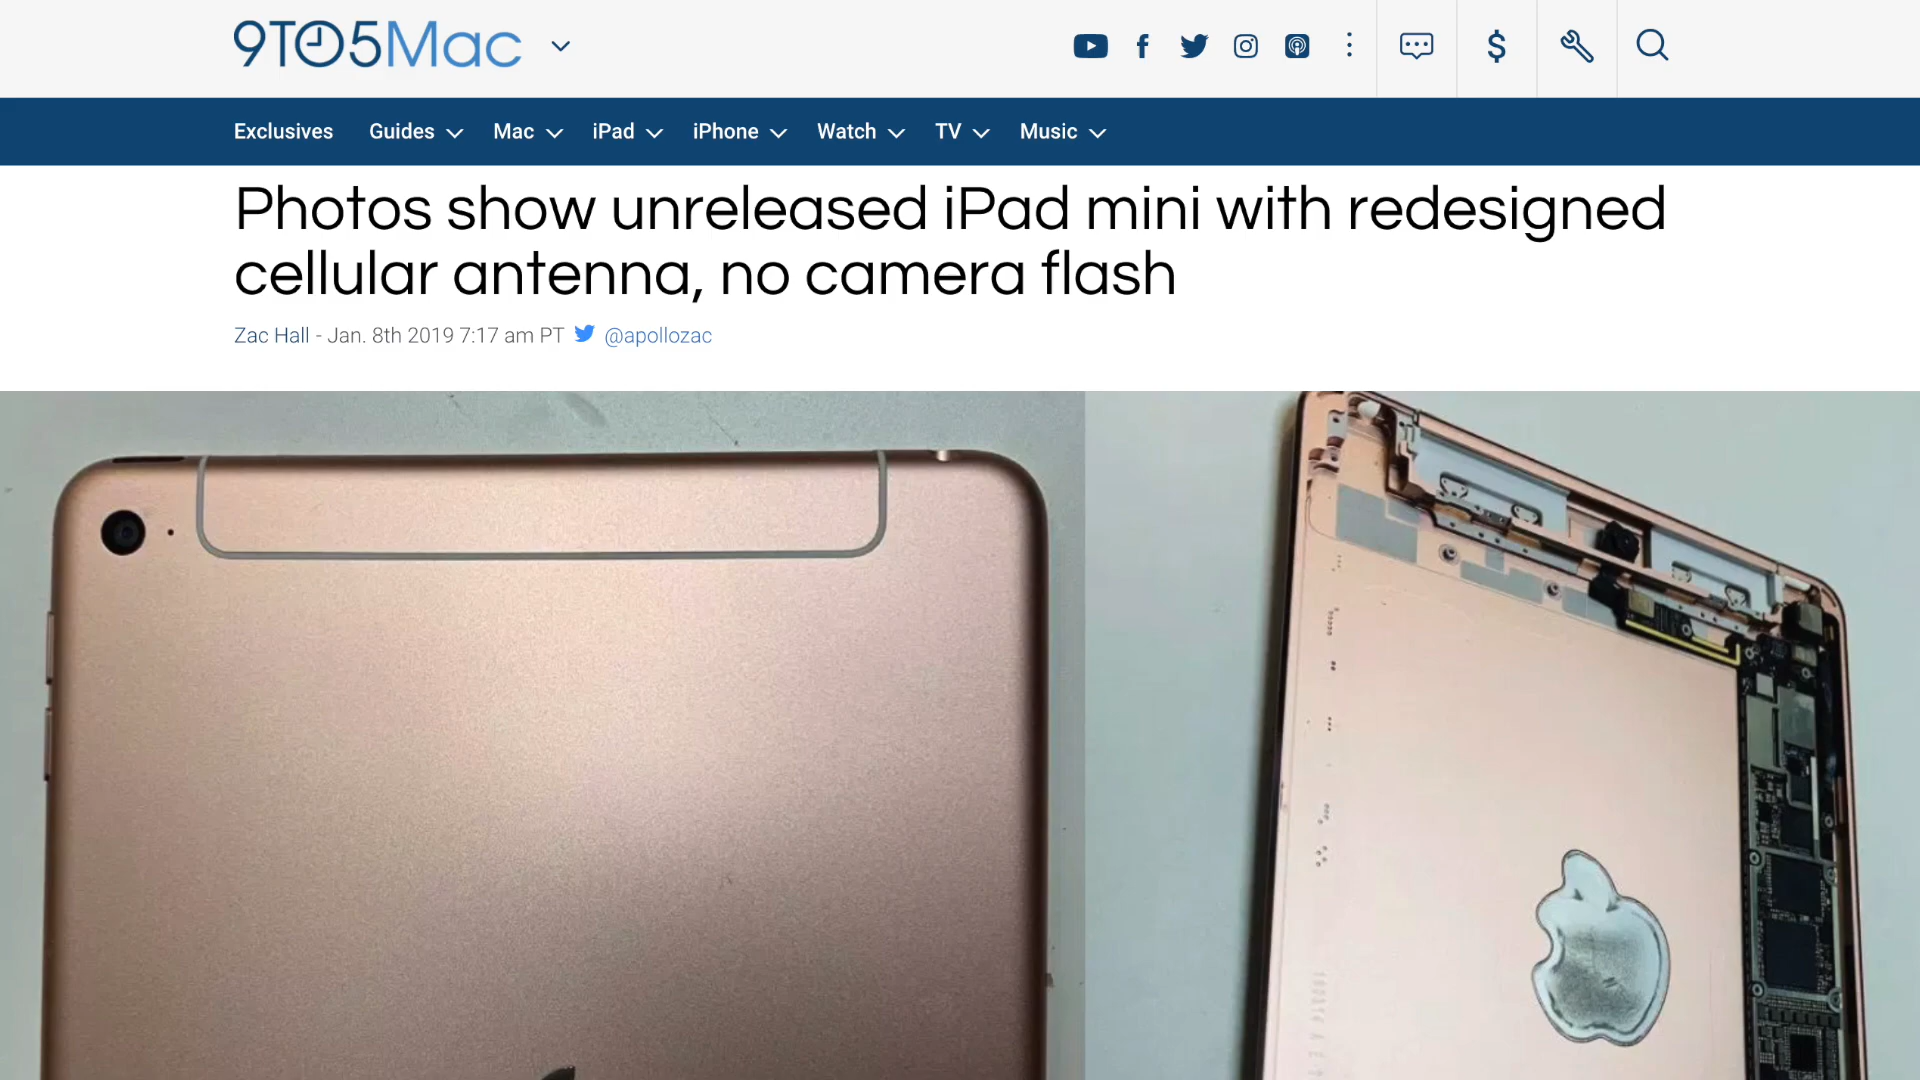 9TO5Mac
Exclusives Guides Mac iPad iPhone Watch TV Music
Photos show unreleased iPad mini with redesigned
cellular antenna, no camera flash
Zac Hall - Jan. 8th 2019 7:17 am PT @apollozac